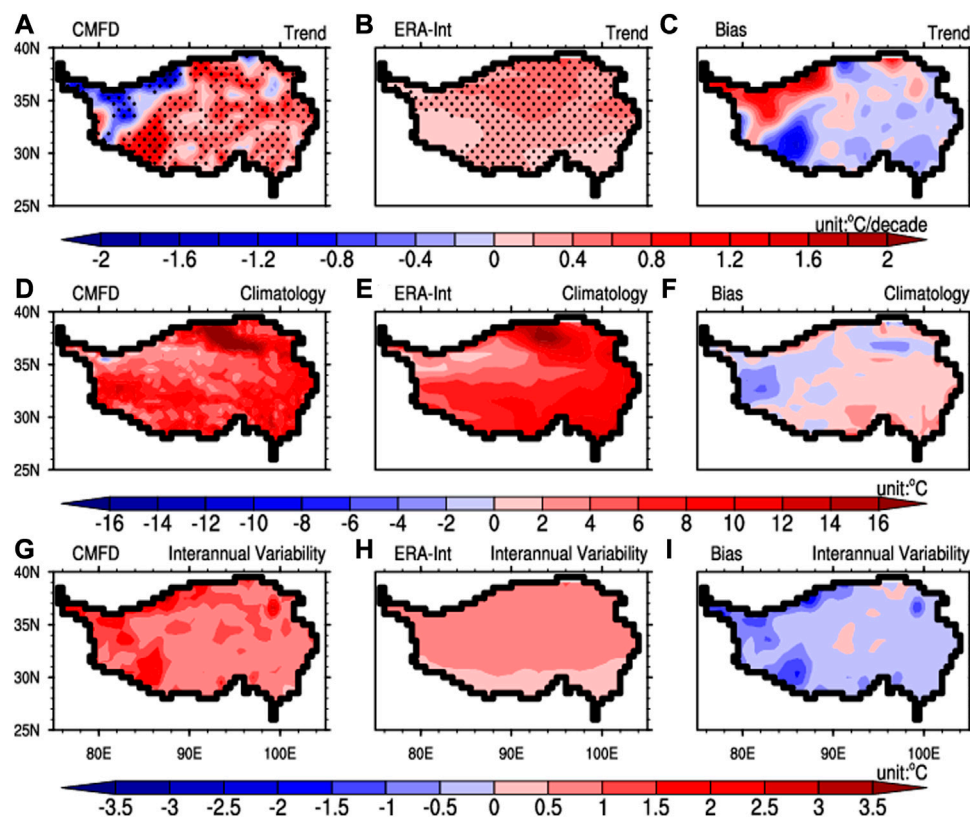 A CMFD Trend B ERA-Int Trend C Bias Trend
40N
35N
30N
25N
unit:°C/decade
-2 -1.6 -1.2 -0.8 -0.4 0 0.4 0.8 1.2 1.6 2
D CMFD Climatology E ERA-Int Climatology F Bias Climatology
40N
35N
30N
25N
unit:°C
-16 -14 -12 -10 -8 -6 -4 -2 0 2 4 6 8 10 12 14 16
G CMFD Interannual Variability H ERA-Int Interannual Variability I Bias Interannual Variability
40N
35N
30N
25N
80E 90E 100E 80E 90E 100E 80E 90E 100E
unit:°C
-3.5 -3 -2.5 -2 -1.5 -1 -0.5 0 0.5 1 1.5 2 2.5 3 3.5